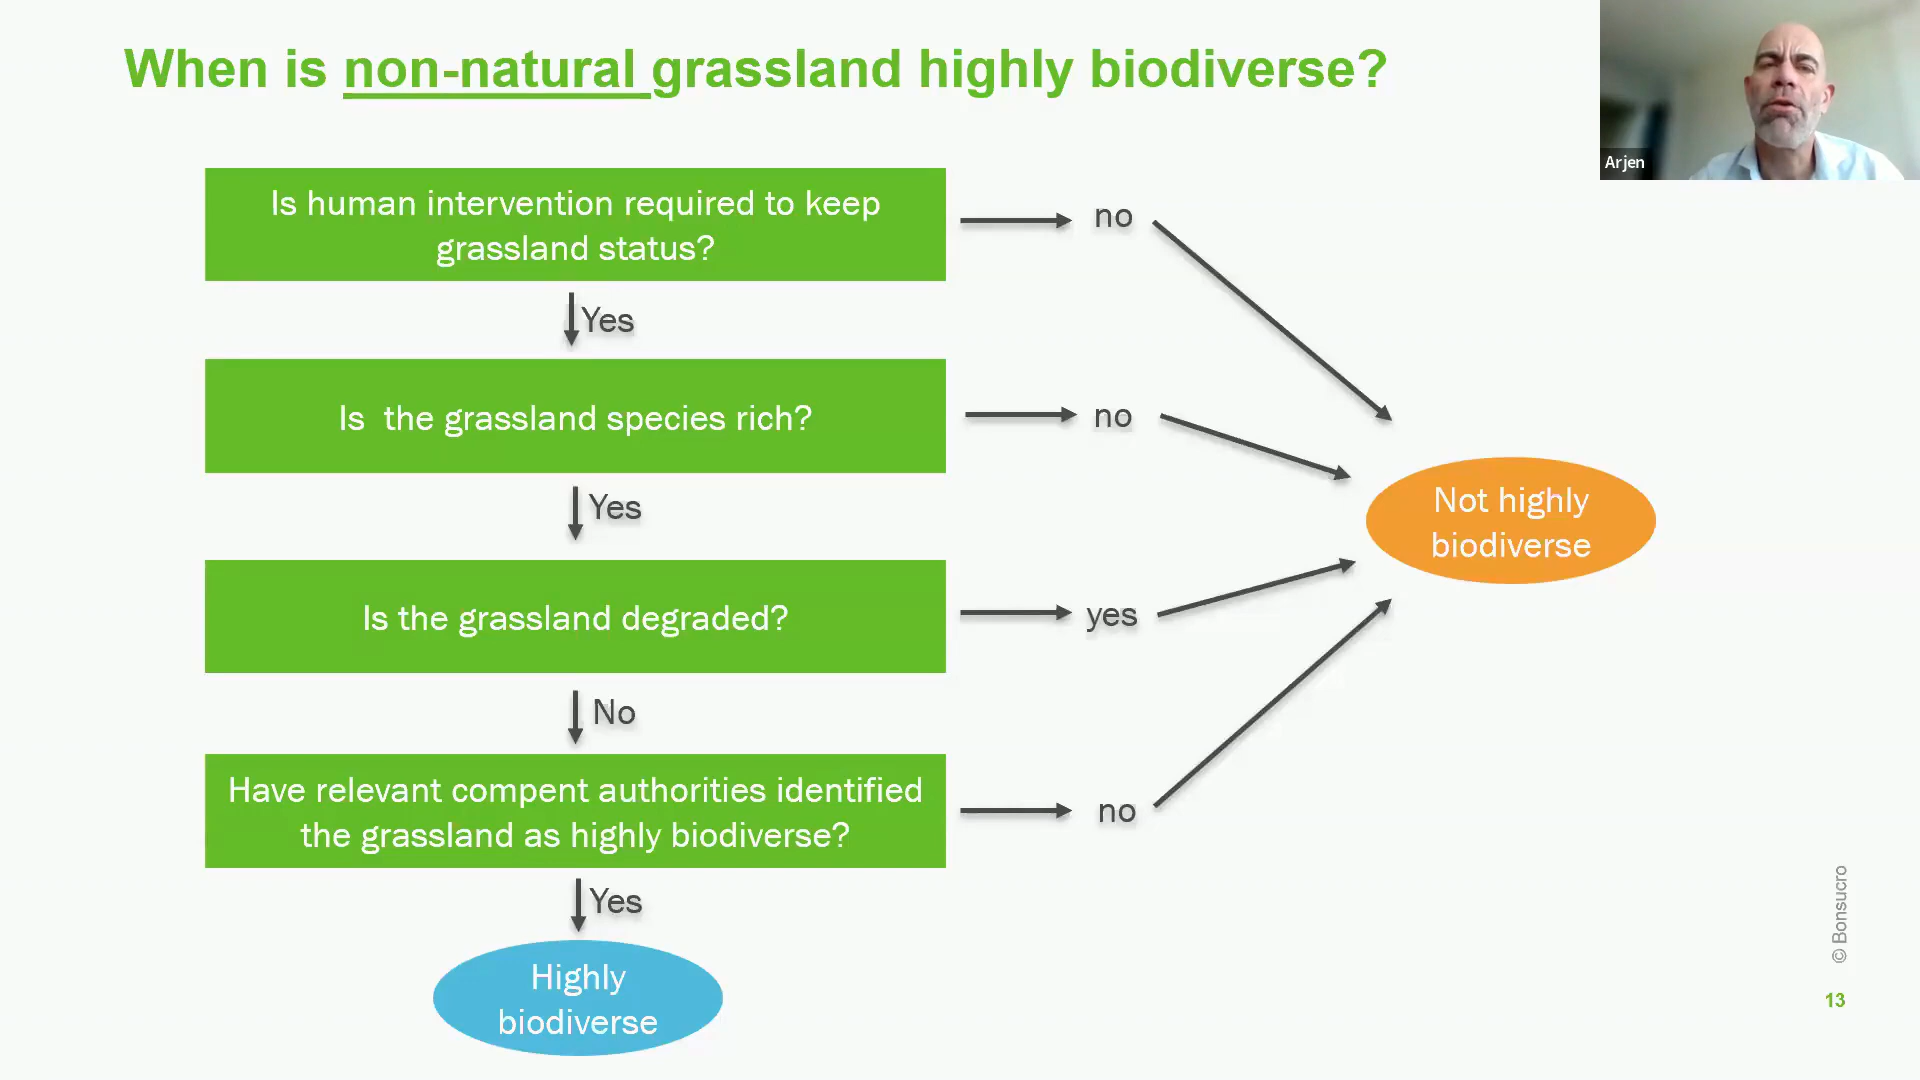 When is non-natural grassland highly biodiverse?
Arjen
Is human intervention required to keep
grassland status?
no
Yes
Is  the grassland species rich?
no
Yes
Not highly
biodiverse
Is the grassland degraded?
yes
No
Have relevant compent authorities identified
the grassland as highly biodiverse?
no
Yes
Highly
biodiverse
© Bonsucro
13